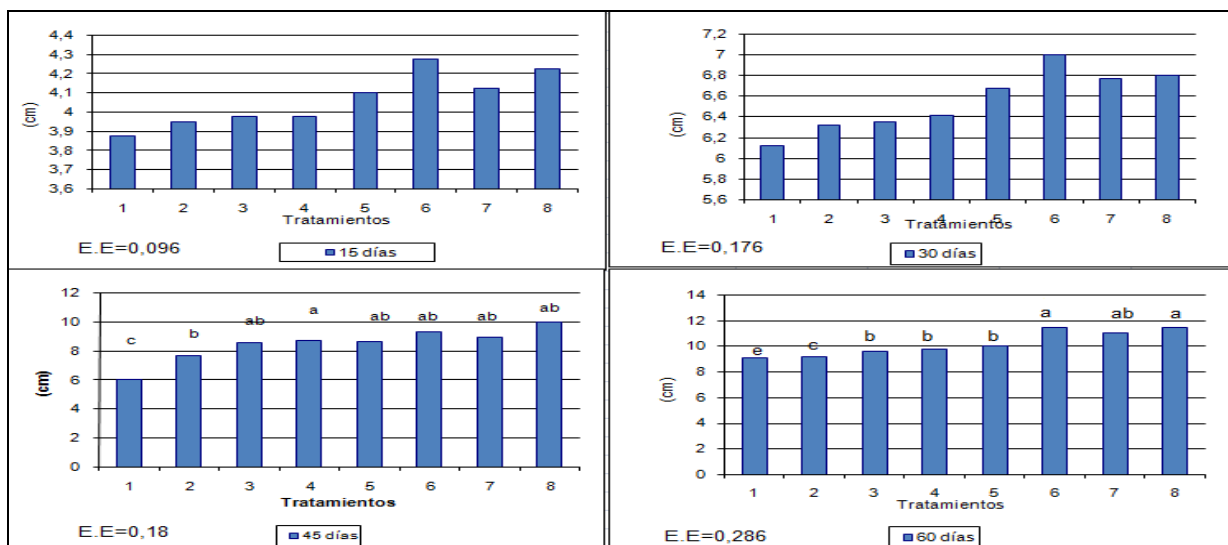 4,4
4,3
4,2
4,1
4
3,9
3,8
3,7
3,6
(cm)
1 2 3 4 5 6 7 8
Tratamientos
E.E=0,096
15 días
7,2
7
6,8
6,6
6,4
6,2
6
5,8
5,6
(cm)
1 2 3 4 5 6 7 8
Tratamientos
E.E=0,176
30 días
12
10
8
6
4
2
0
(cm)
c b ab a ab ab ab ab
1 2 3 4 5 6 7 8
Tratamientos
E.E=0,18
45 días
14
12
10
8
6
4
2
0
(cm)
e c b b b a ab a
1 2 3 4 5 6 7 8
Tratamientos
E.E=0,286
60 días